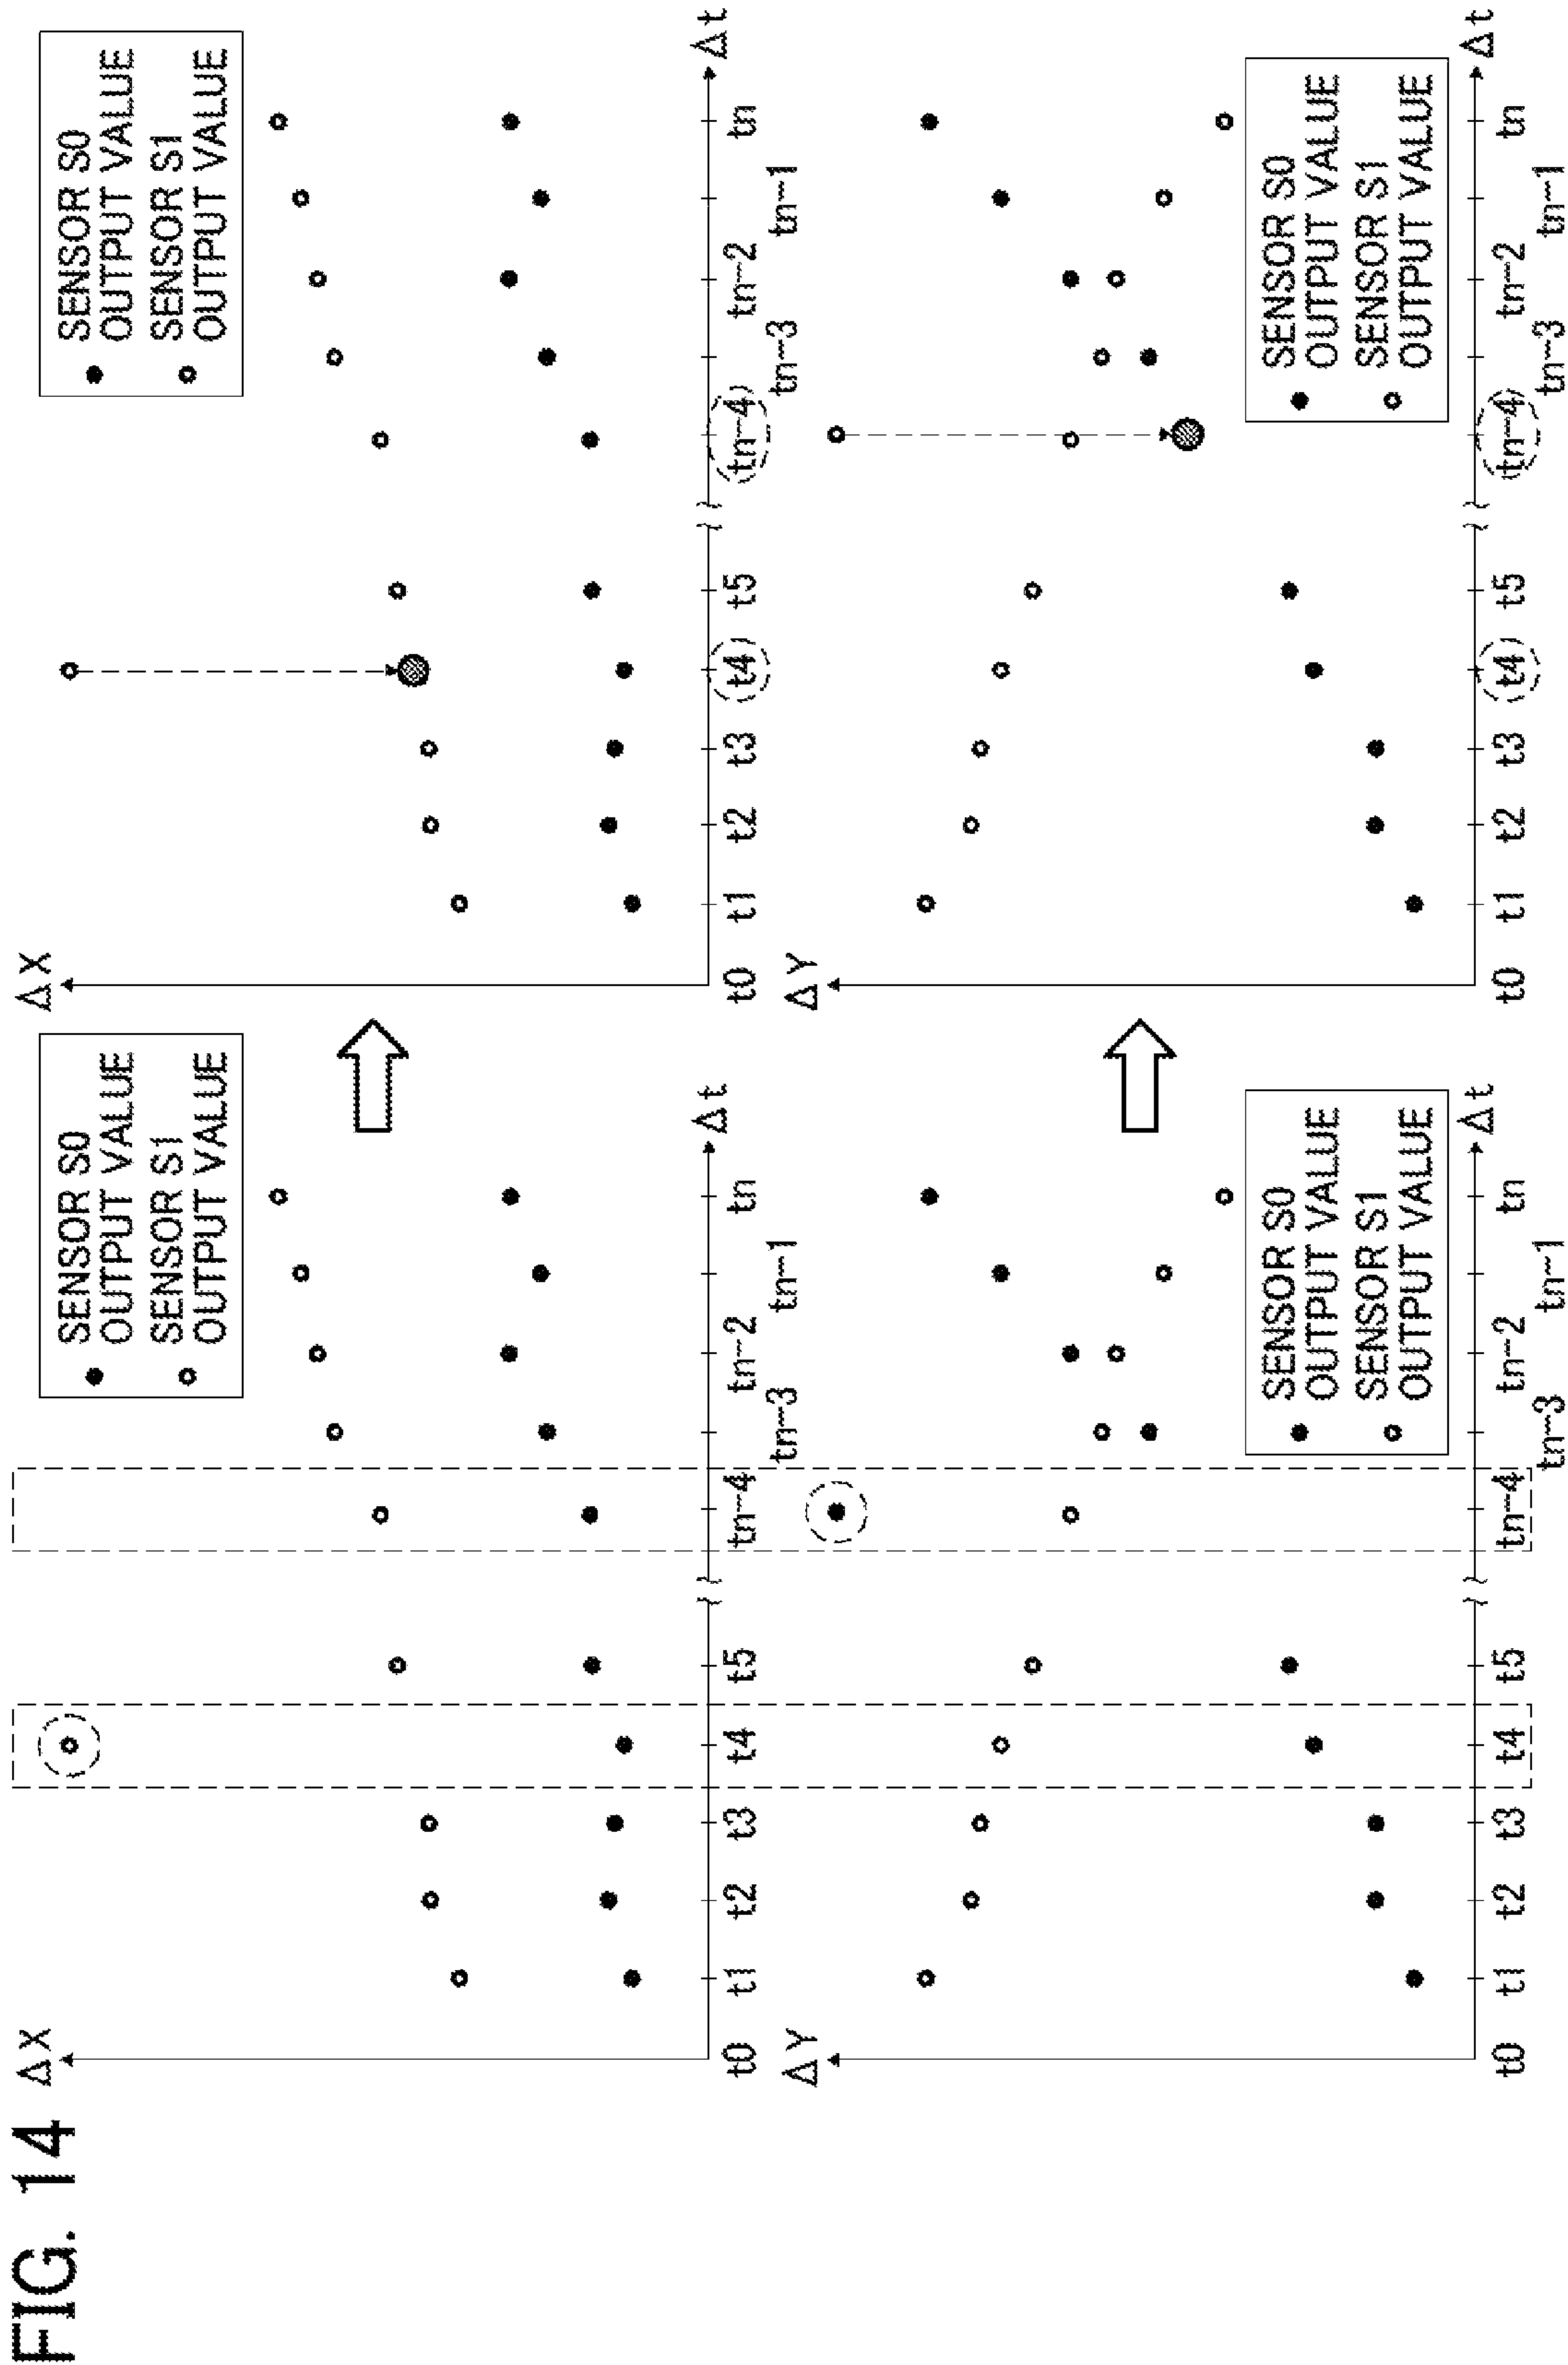 FIG. 14
ΔX
● SENSOR S0
OUTPUT VALUE
○ SENSOR S1
OUTPUT VALUE
t0 t1 t2 t3 t4 t5 tn-4 tn-2 tn Δt
tn-3 tn-1
ΔX
● SENSOR S0
OUTPUT VALUE
○ SENSOR S1
OUTPUT VALUE
t0 t1 t2 t3 t4 t5 tn-4 tn-2 tn Δt
tn-3 tn-1
ΔY
● SENSOR S0
OUTPUT VALUE
○ SENSOR S1
OUTPUT VALUE
t0 t1 t2 t3 t4 t5 tn-4 tn-2 tn Δt
tn-3 tn-1
ΔY
● SENSOR S0
OUTPUT VALUE
○ SENSOR S1
OUTPUT VALUE
t0 t1 t2 t3 t4 t5 tn-4 tn-2 tn Δt
tn-3 tn-1